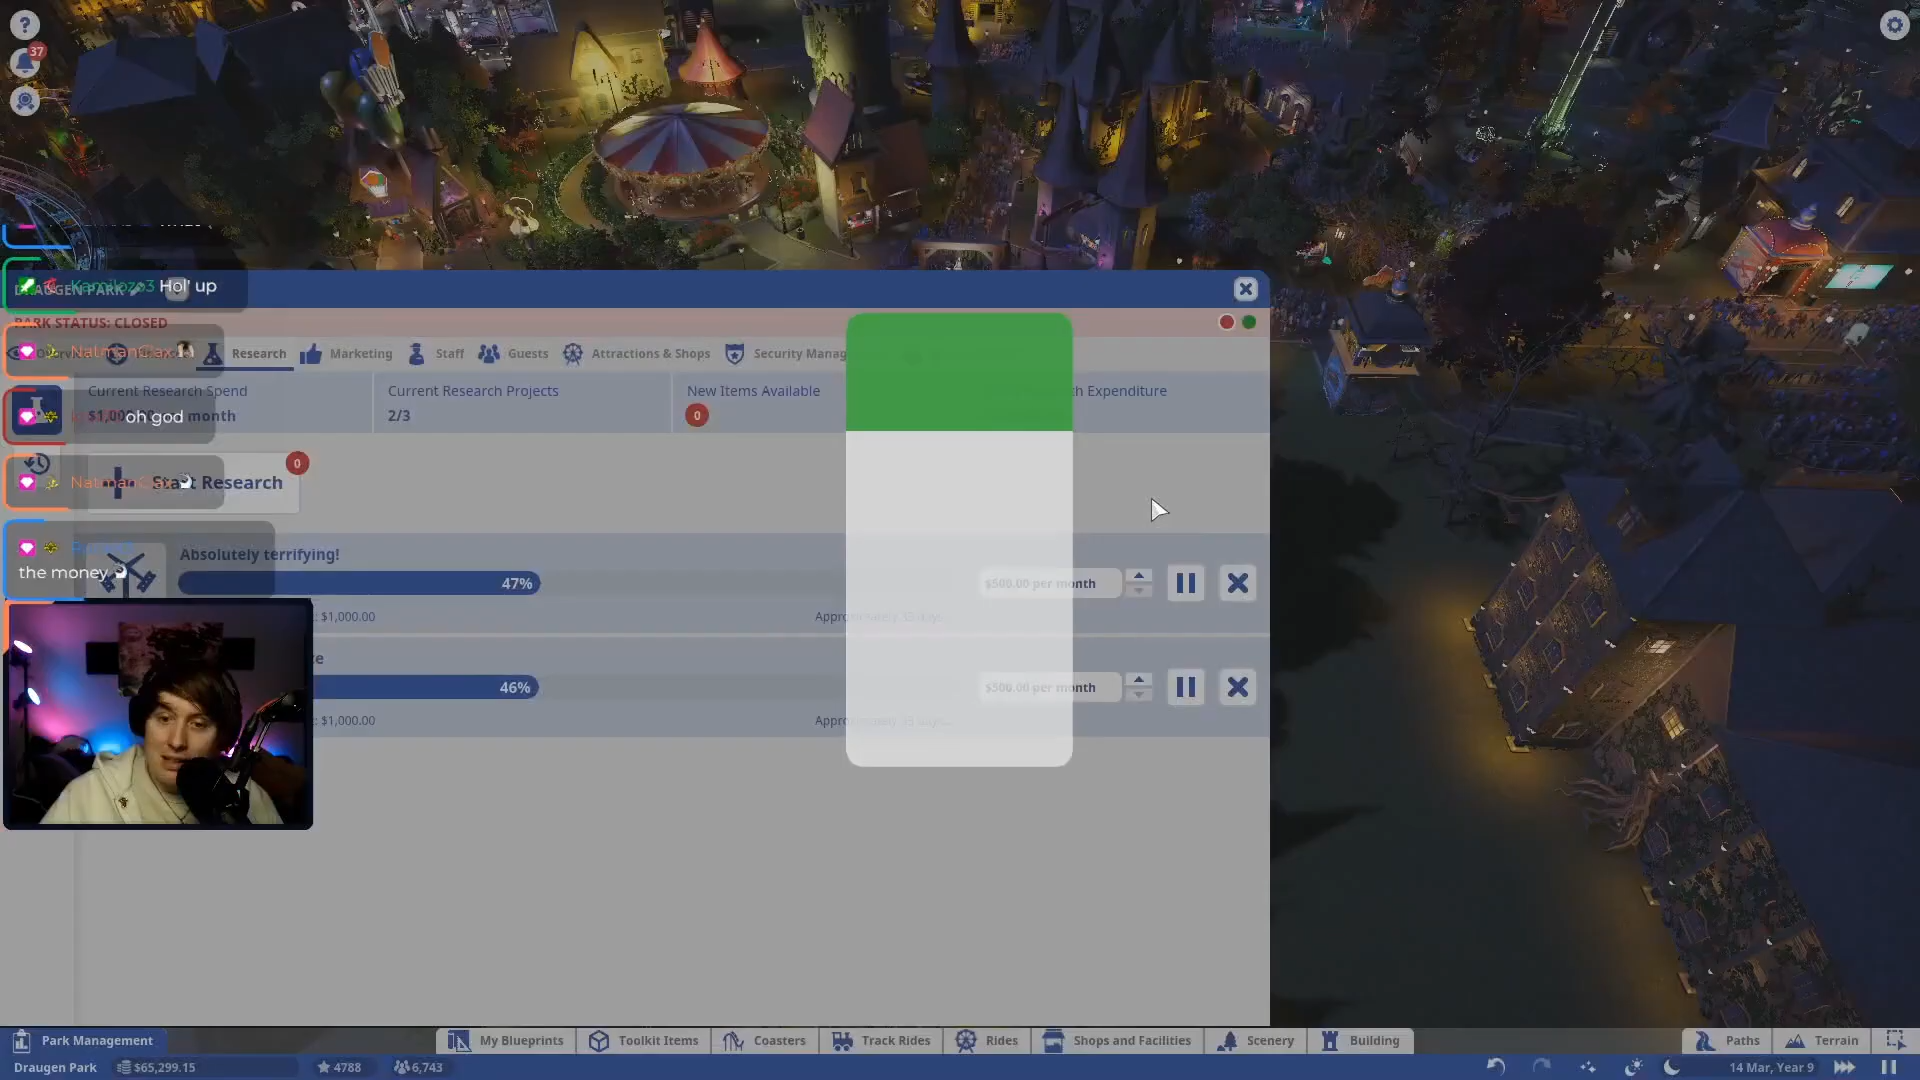 37
Kamilozo3 Hol' up
PARK STATUS: CLOSED
NatmanClax
Research
Marketing
Staff
Guests
Attractions & Shops
Current Research Spend
month
oh god
Current Research Projects
2/3
New Items Available
0
Expenditure
0
Start Research
Absolutely terrifying!
47%
$500.00 per month
the money
$1,000.00
46%
$500.00 per month
$1,000.00
Park Management
My Blueprints
Toolkit Items
Coasters
Track Rides
Rides
Shops and Facilities
Scenery
Building
Paths
Terrain
Draugen Park
$65,299.15
4788
6,743
14 Mar, Year 9